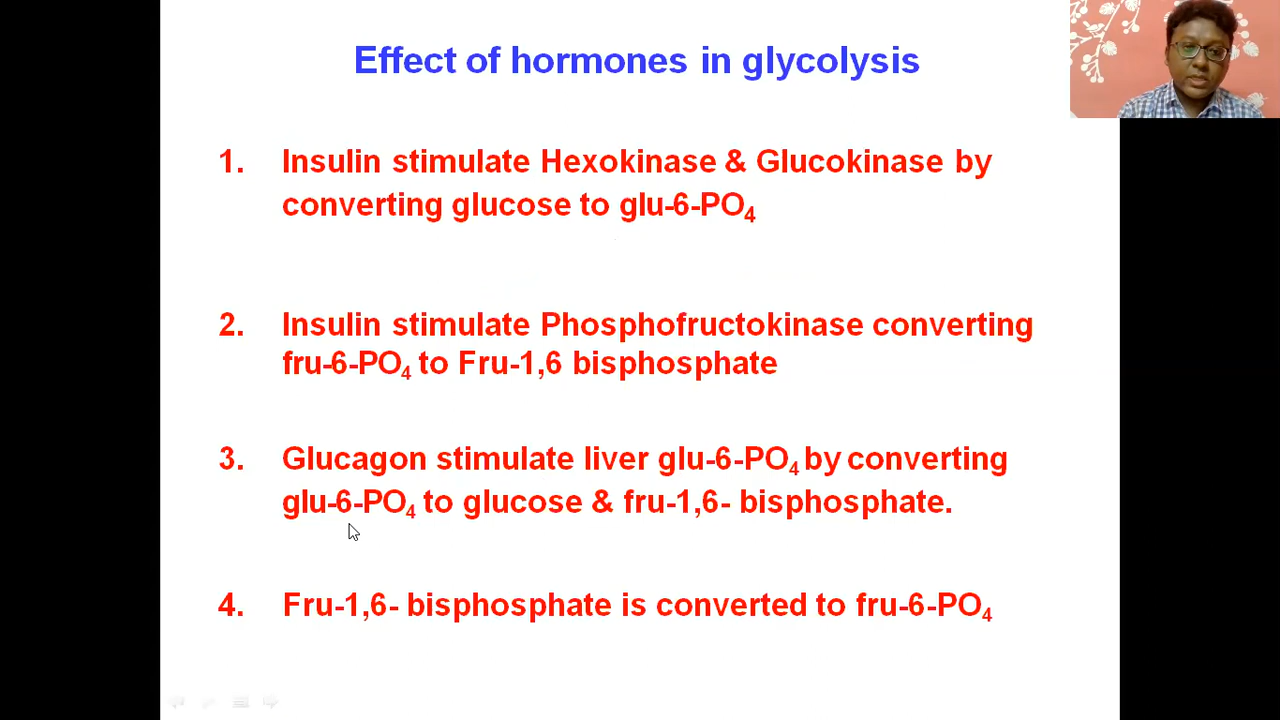 Effect of hormones in glycolysis
1. Insulin stimulate Hexokinase & Glucokinase by
converting glucose to glu-6-PO₄
2. Insulin stimulate Phosphofructokinase converting
fru-6-PO₄ to Fru-1,6 bisphosphate
3. Glucagon stimulate liver glu-6-PO₄ by converting
glu-6-PO₄ to glucose & fru-1,6- bisphosphate.
4. Fru-1,6- bisphosphate is converted to fru-6-PO₄